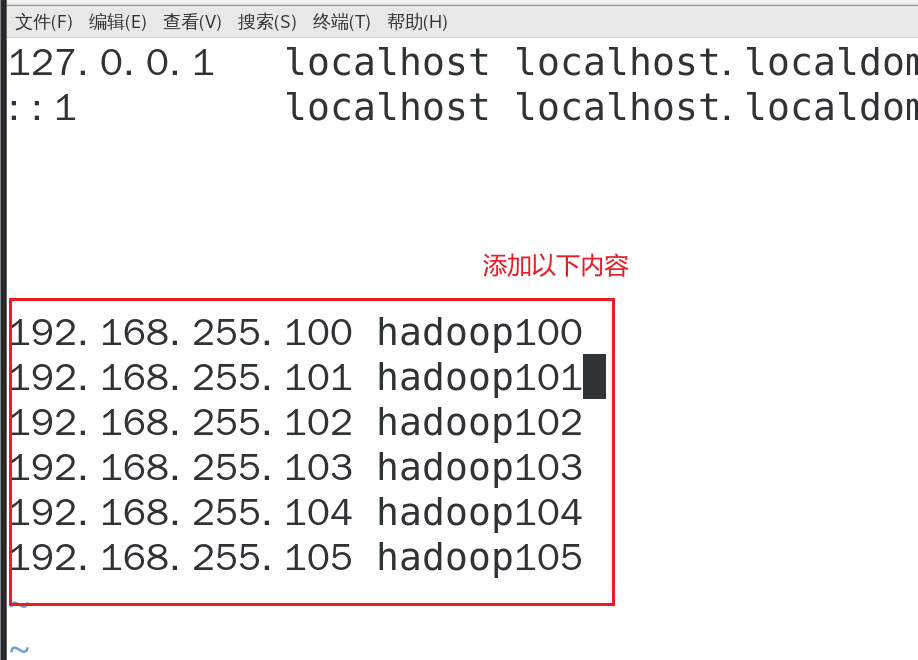 文件(F) 编辑(E) 查看(V) 搜索(S) 终端(T) 帮助(H)
127.0.0.1 localhost localhost.localdom
::1 localhost localhost.localdom
添加以下内容
192.168.255.100 hadoop100
192.168.255.101 hadoop101
192.168.255.102 hadoop102
192.168.255.103 hadoop103
192.168.255.104 hadoop104
192.168.255.105 hadoop105
~
~